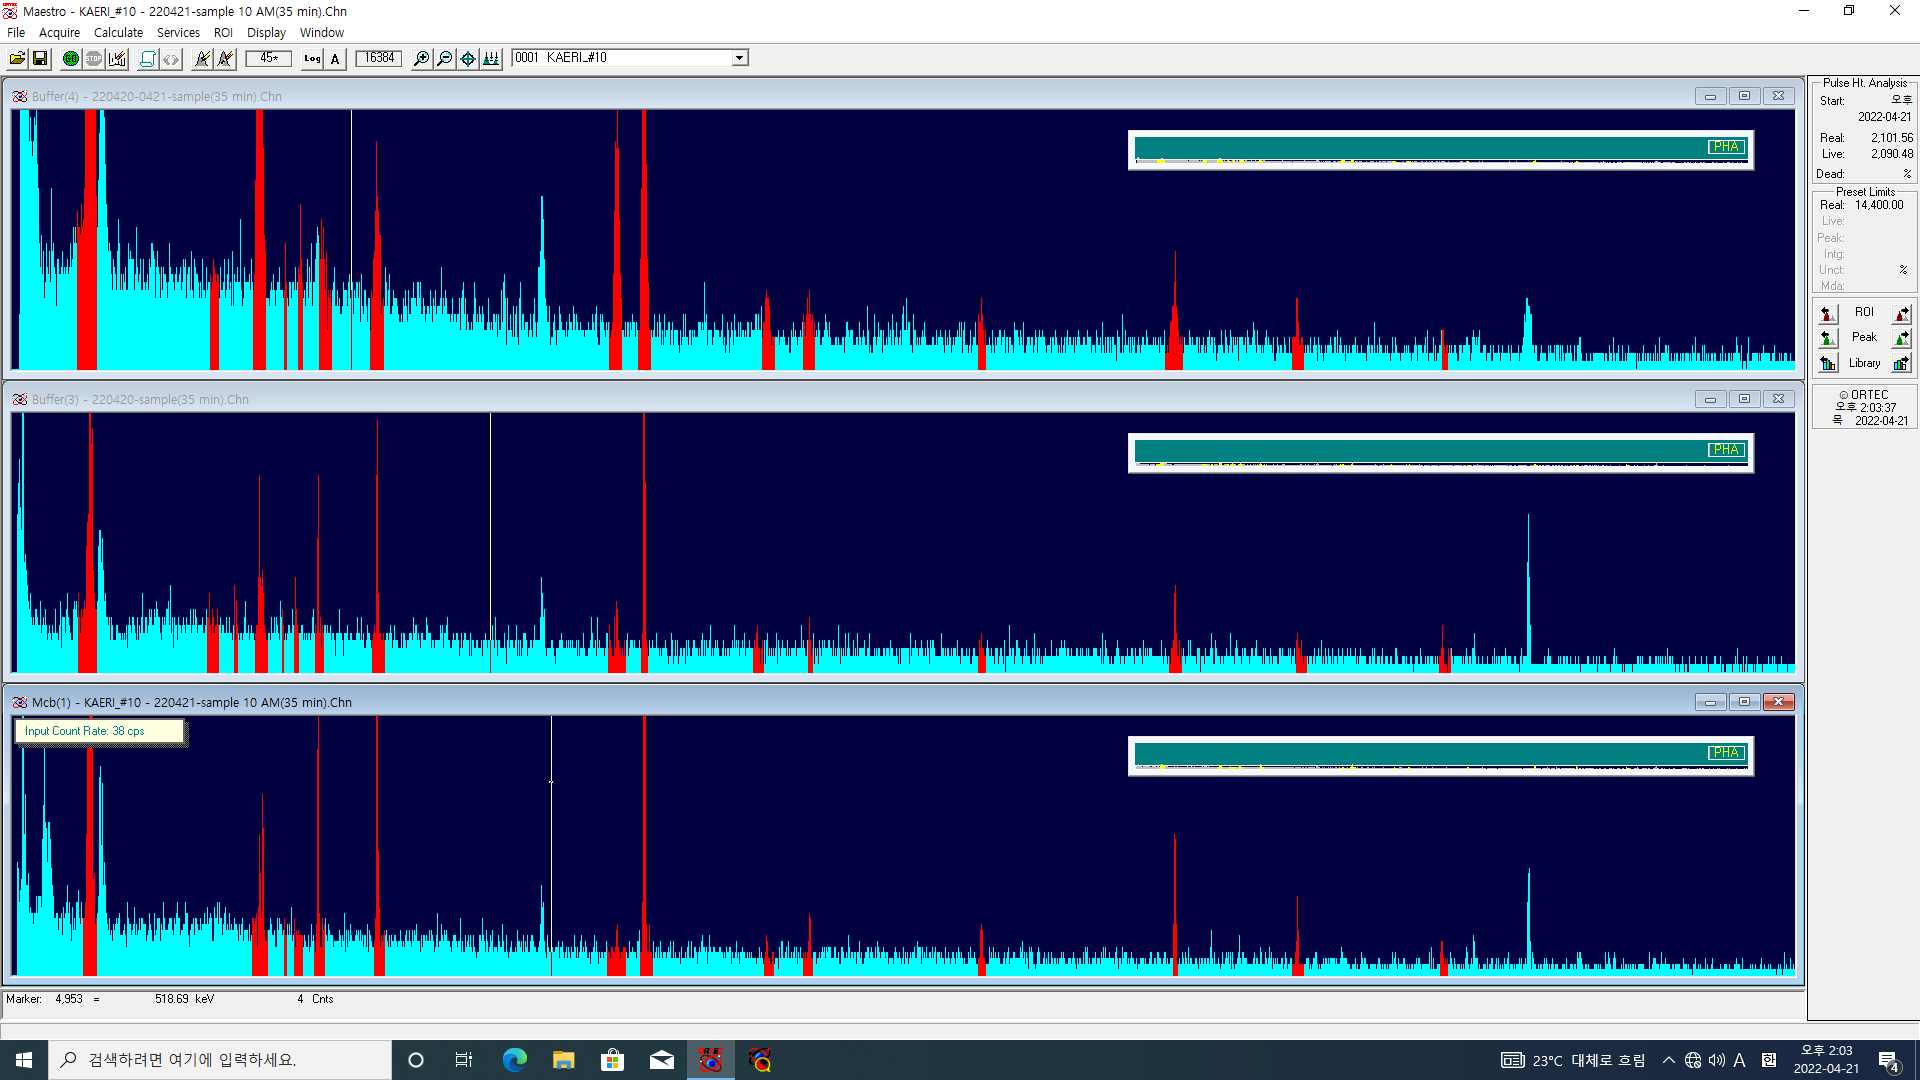 Maestro - KAERI_#10 - 220421-sample 10 AM(35 min).Chn
File Acquire Calculate Services ROI Display Window
GO STOP 45* Log A 16384 0001 KAERI_#10
Buffer(4) - 220420-0421-sample(35 min).Chn
PHA
Buffer(3) - 220420-sample(35 min).Chn
PHA
Mcb(1) - KAERI_#10 - 220421-sample 10 AM(35 min).Chn
Input Count Rate: 38 cps
PHA
Pulse Ht. Analysis
Start: 오후
2022-04-21
Real: 2,101.56
Live: 2,090.48
Dead: %
Preset Limits
Real: 14,400.00
Live:
Peak:
Intg:
Unct: %
Mda:
ROI
Peak
Library
© ORTEC
오후 2:03:37
목 2022-04-21
Marker: 4,953 = 518.69 keV 4 Cnts
검색하려면 여기에 입력하세요.
23°C 대체로 흐림
A
오후 2:03
2022-04-21
4